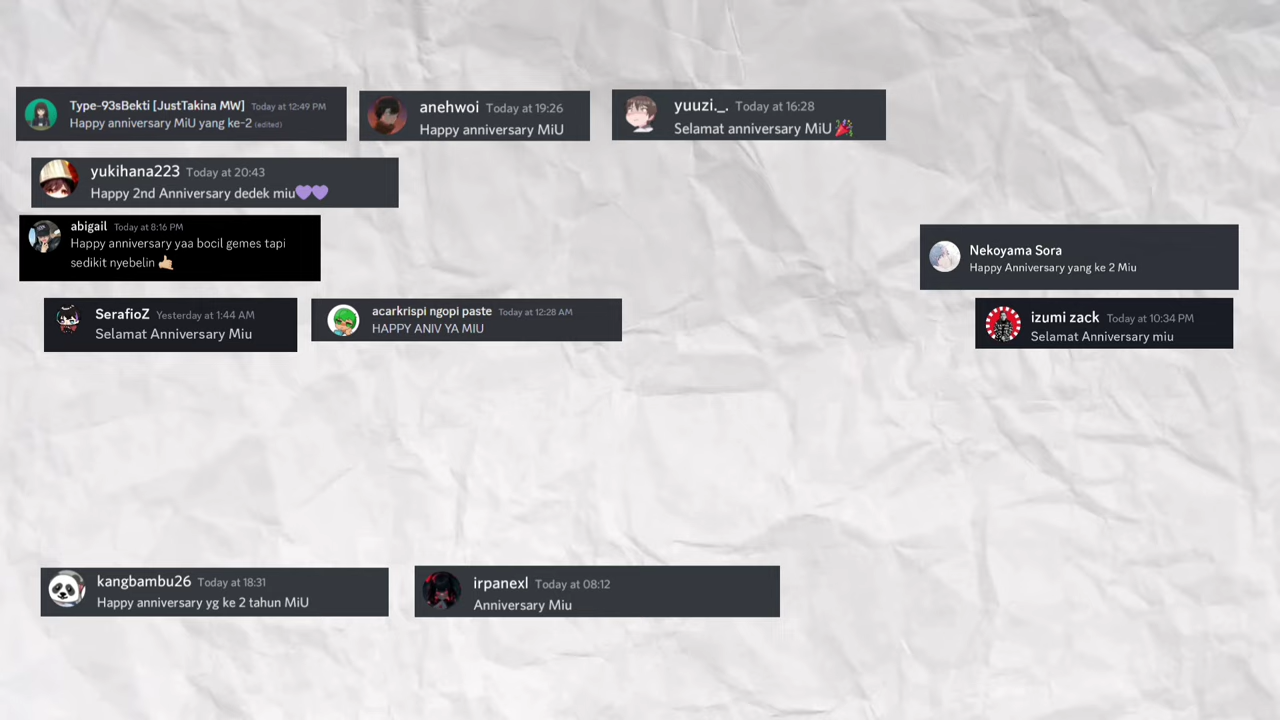 Type-93sBekti [JustTakina MW] Today at 12:49 PM
Happy anniversary MiU yang ke-2 (edited)
anehwoi Today at 19:26
Happy anniversary MiU
yuuzi._. Today at 16:28
Selamat anniversary MiU 🎉
yukihana223 Today at 20:43
Happy 2nd Anniversary dedek miu💜💜
abigail Today at 8:16 PM
Happy anniversary yaa bocil gemes tapi
sedikit nyebelin 🤙🏼
Nekoyama Sora
Happy Anniversary yang ke 2 Miu
SerafioZ Yesterday at 1:44 AM
Selamat Anniversary Miu
acarkrispi ngopi paste Today at 12:28 AM
HAPPY ANIV YA MIU
izumi zack Today at 10:34 PM
Selamat Anniversary miu
kangbambu26 Today at 18:31
Happy anniversary yg ke 2 tahun MiU
irpanexl Today at 08:12
Anniversary Miu